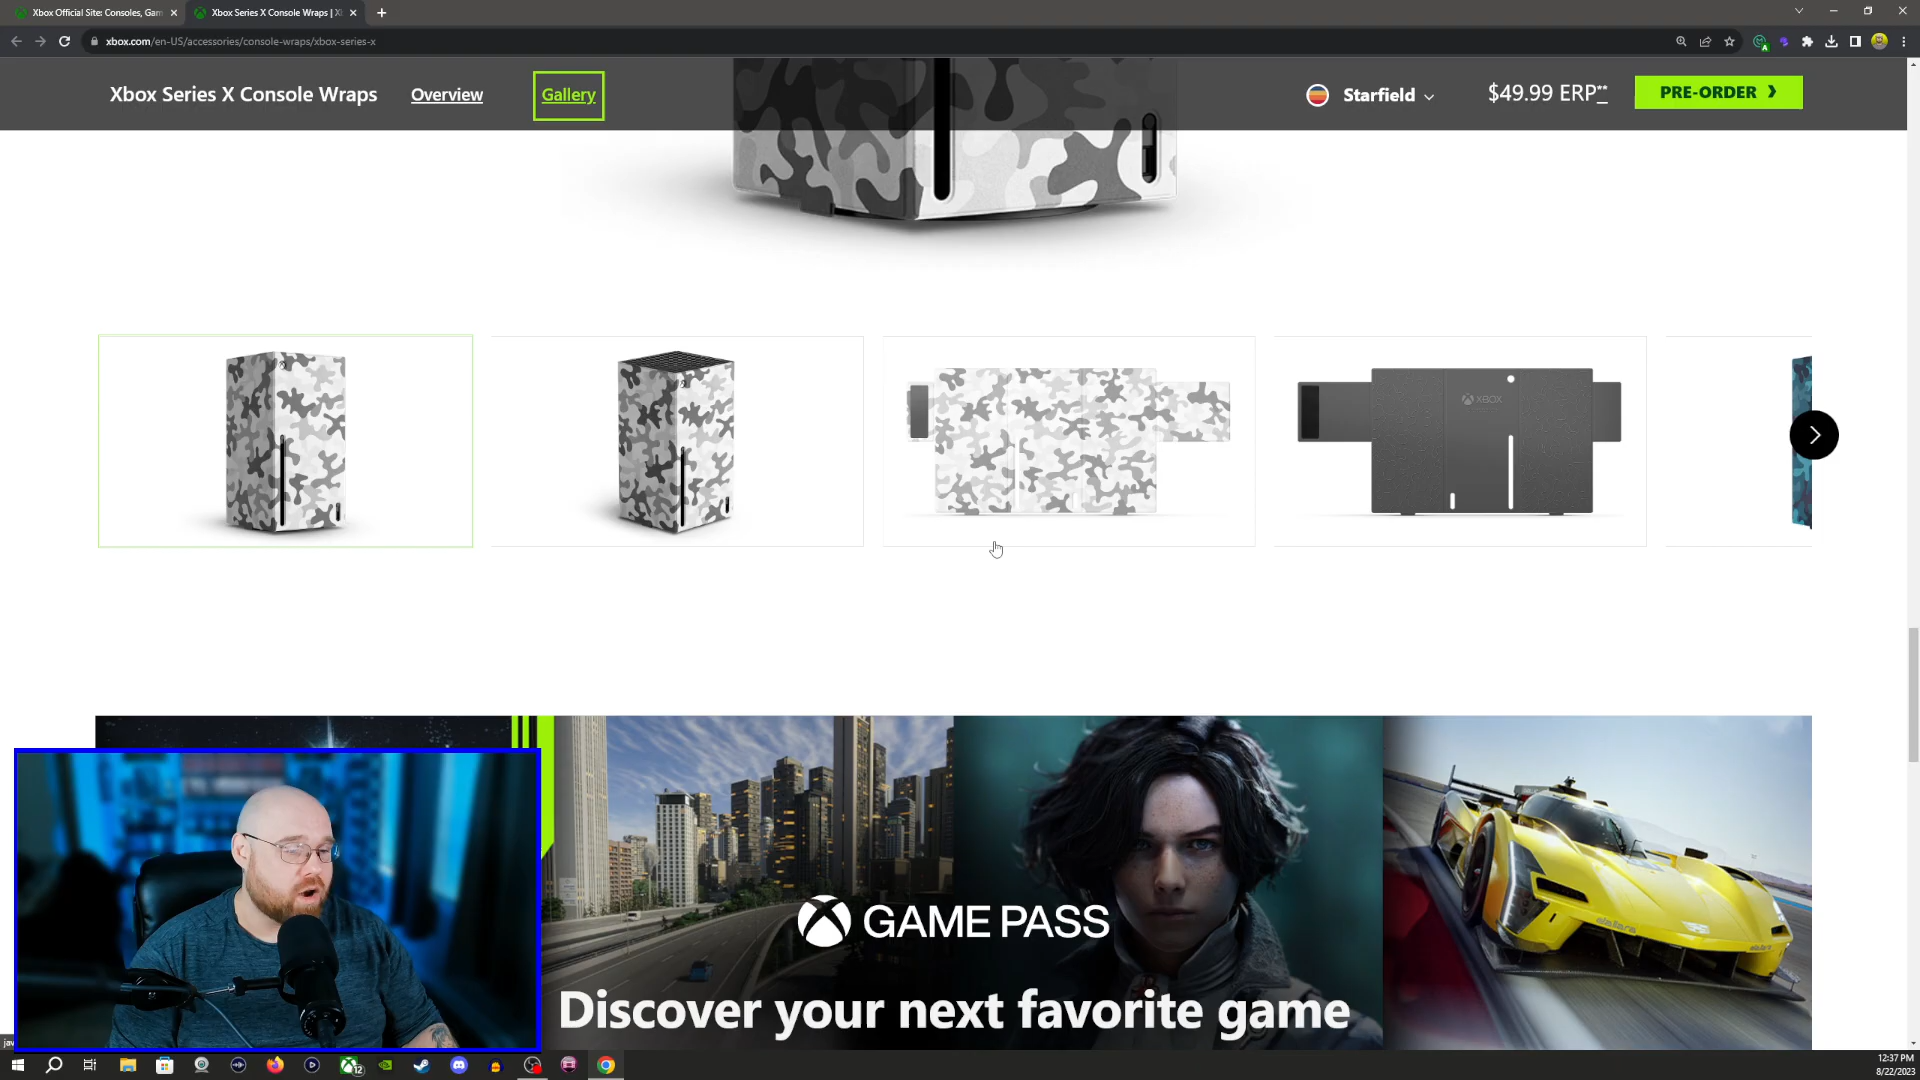 Xbox Official Site: Consoles, Gam
Xbox Series X Console Wraps | X
xbox.com/en-US/accessories/console-wraps/xbox-series-x
Xbox Series X Console Wraps
Overview
Gallery
Starfield
$49.99 ERP**
PRE-ORDER
XBOX
GAME PASS
Discover your next favorite game
jav
12
12:37 PM
8/22/2023